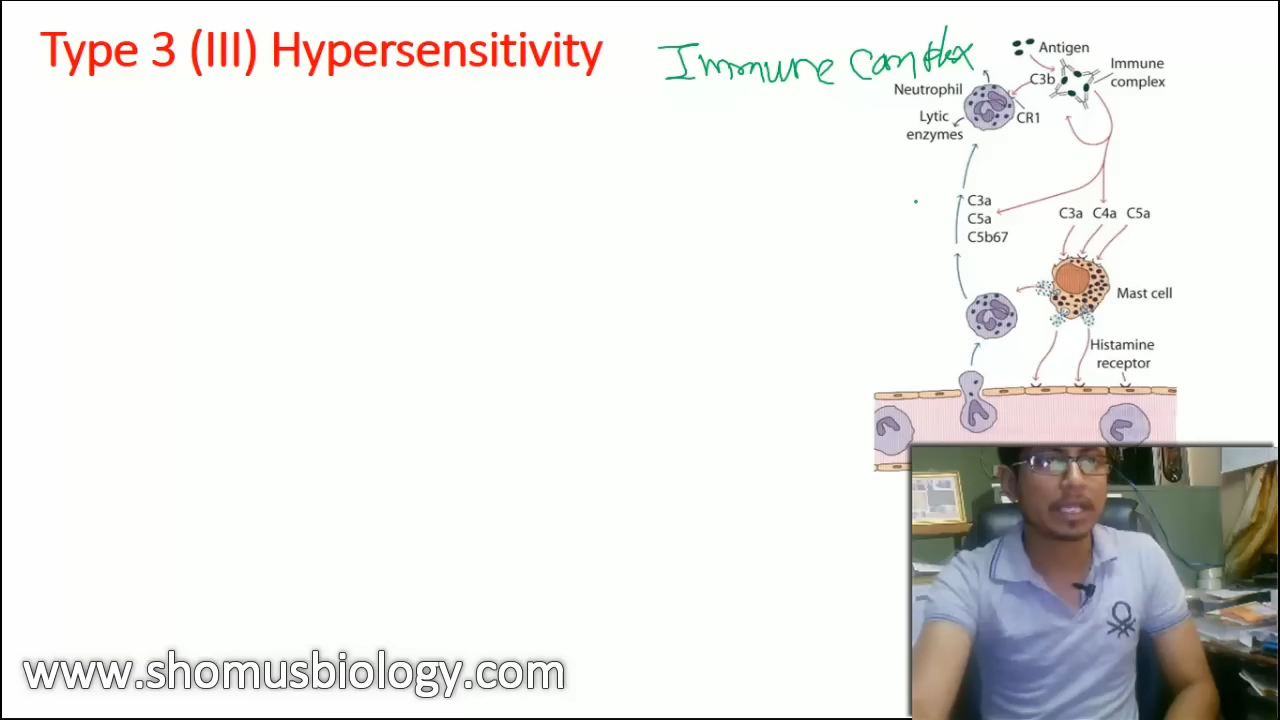 Type 3 (III) Hypersensitivity
Immune complex
Antigen
Immune
complex
C3b
Neutrophil
CR1
Lytic
enzymes
C3a
C5a
C5b67
C3a C4a C5a
Mast cell
Histamine
receptor
www.shomusbiology.com